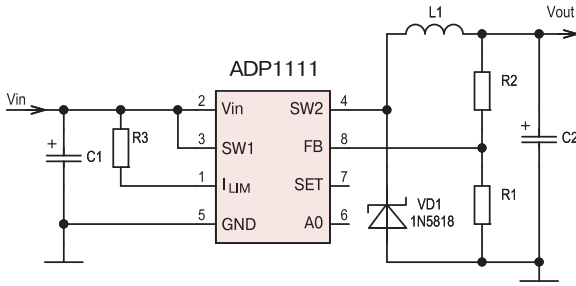 L1
Vout
ADP1111
Vin
2
Vin
SW2
4
R2
+
C1
R3
3
SW1
FB
8
+
C2
1
ILIM
SET
7
VD1
1N5818
R1
5
GND
A0
6